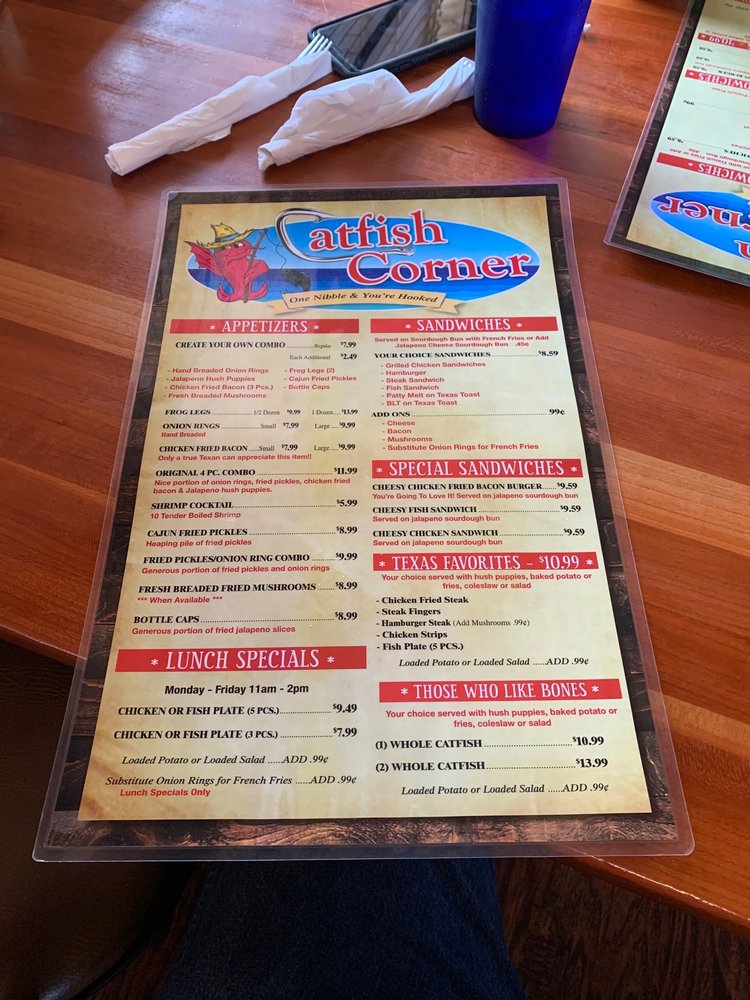 Catfish
Corner
One Nibble & You're Hooked
* APPETIZERS *
CREATE YOUR OWN COMBO ........ Regular $7.99
Each Additional $2.49
- Hand Breaded Onion Rings
- Jalapeno Hush Puppies
- Chicken Fried Bacon (3 Pcs.)
- Fresh Breaded Mushrooms
- Frog Legs (2)
- Cajun Fried Pickles
- Bottle Caps
FROG LEGS ........ 1/2 Dozen $9.99 1 Dozen .... $13.99
ONION RINGS ........ Small $7.99 Large .... $9.99
Hand Breaded
CHICKEN FRIED BACON .... Small $7.99 Large .... $9.99
Only a true Texan can appreciate this item!!
ORIGINAL 4 PC. COMBO ........ $11.99
Nice portion of onion rings, fried pickles, chicken fried
bacon & Jalapeno hush puppies.
SHRIMP COCKTAIL ........ $5.99
10 Tender Boiled Shrimp
CAJUN FRIED PICKLES ........ $8.99
Heaping pile of fried pickles
FRIED PICKLES/ONION RING COMBO ........ $9.99
Generous portion of fried pickles and onion rings
FRESH BREADED FRIED MUSHROOMS ...... $8.99
*** When Available ***
BOTTLE CAPS ........ $8.99
Generous portion of fried jalapeno slices
* LUNCH SPECIALS *
Monday - Friday 11am - 2pm
CHICKEN OR FISH PLATE (5 PCS.) ........ $9.49
CHICKEN OR FISH PLATE (3 PCS.) ........ $7.99
Loaded Potato or Loaded Salad ......ADD .99¢
Substitute Onion Rings for French Fries ......ADD .99¢
Lunch Specials Only
* SANDWICHES *
Served on Sourdough Bun with French Fries or Add
Jalapeno Cheese Sourdough Bun .45¢
YOUR CHOICE SANDWICHES ........ $8.59
- Grilled Chicken Sandwiches
- Hamburger
- Steak Sandwich
- Fish Sandwich
- Patty Melt on Texas Toast
- BLT on Texas Toast
ADD ONS ........ 99¢
- Cheese
- Bacon
- Mushrooms
- Substitute Onion Rings for French Fries
* SPECIAL SANDWICHES *
CHEESY CHICKEN FRIED BACON BURGER ...... $9.59
You're Going To Love It! Served on jalapeno sourdough bun
CHEESY FISH SANDWICH ........ $9.59
Served on jalapeno sourdough bun
CHEESY CHICKEN SANDWICH ........ $9.59
Served on jalapeno sourdough bun
* TEXAS FAVORITES - $10.99 *
Your choice served with hush puppies, baked potato or
fries, coleslaw or salad
- Chicken Fried Steak
- Steak Fingers
- Hamburger Steak (Add Mushrooms .99¢)
- Chicken Strips
- Fish Plate (5 PCS.)
Loaded Potato or Loaded Salad .....ADD .99¢
* THOSE WHO LIKE BONES *
Your choice served with hush puppies, baked potato or
fries, coleslaw or salad
(1) WHOLE CATFISH ........ $10.99
(2) WHOLE CATFISH ........ $13.99
Loaded Potato or Loaded Salad .....ADD .99¢